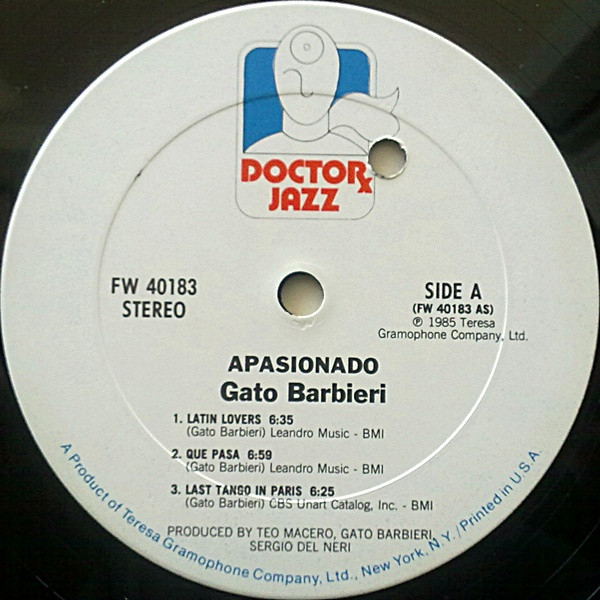 DOCTOR℞
JAZZ
FW 40183
STEREO
SIDE A
(FW 40183 AS)
℗ 1985 Teresa
Gramophone Company, Ltd.
APASIONADO
Gato Barbieri
1. LATIN LOVERS 6:35
(Gato Barbieri) Leandro Music - BMI
2. QUE PASA 6:59
(Gato Barbieri) Leandro Music - BMI
3. LAST TANGO IN PARIS 6:25
(Gato Barbieri) CBS Unart Catalog, Inc. - BMI
PRODUCED BY TEO MACERO, GATO BARBIERI,
SERGIO DEL NERI
A Product of Teresa Gramophone Company, Ltd., New York, N.Y./Printed in U.S.A.